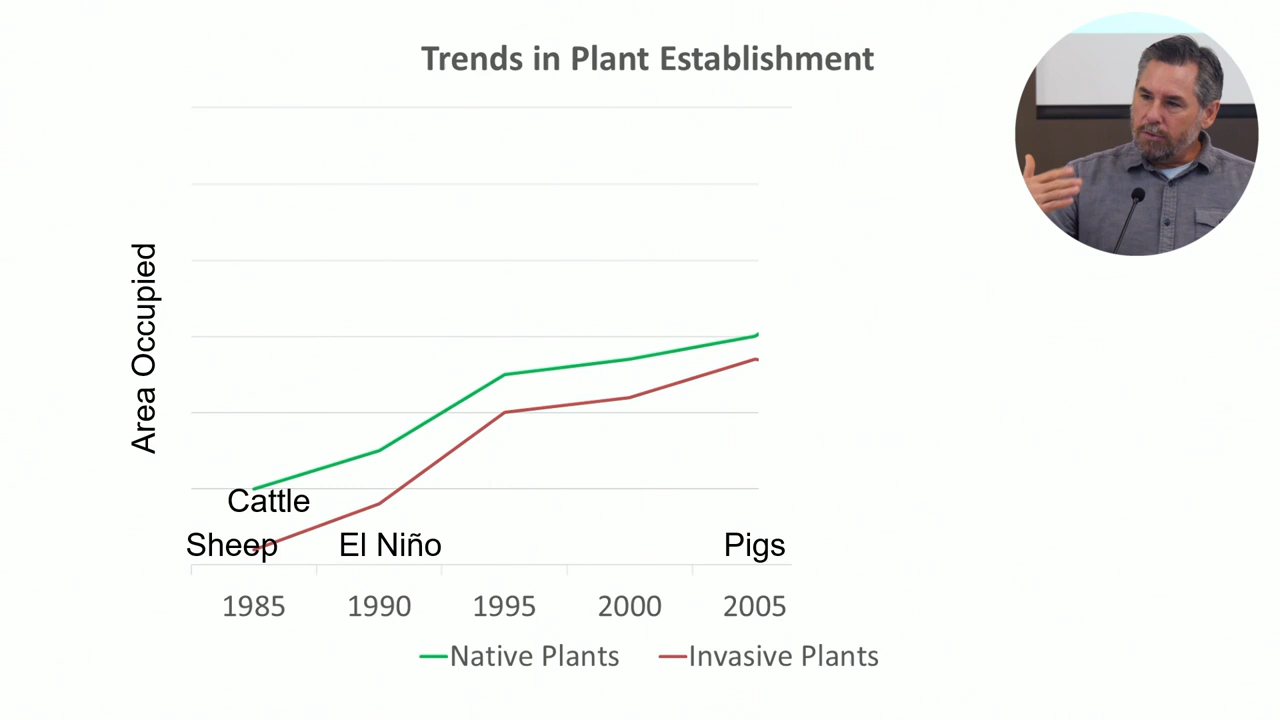 Trends in Plant Establishment
Area Occupied
Cattle
Sheep
El Niño
Pigs
1985
1990
1995
2000
2005
Native Plants
Invasive Plants